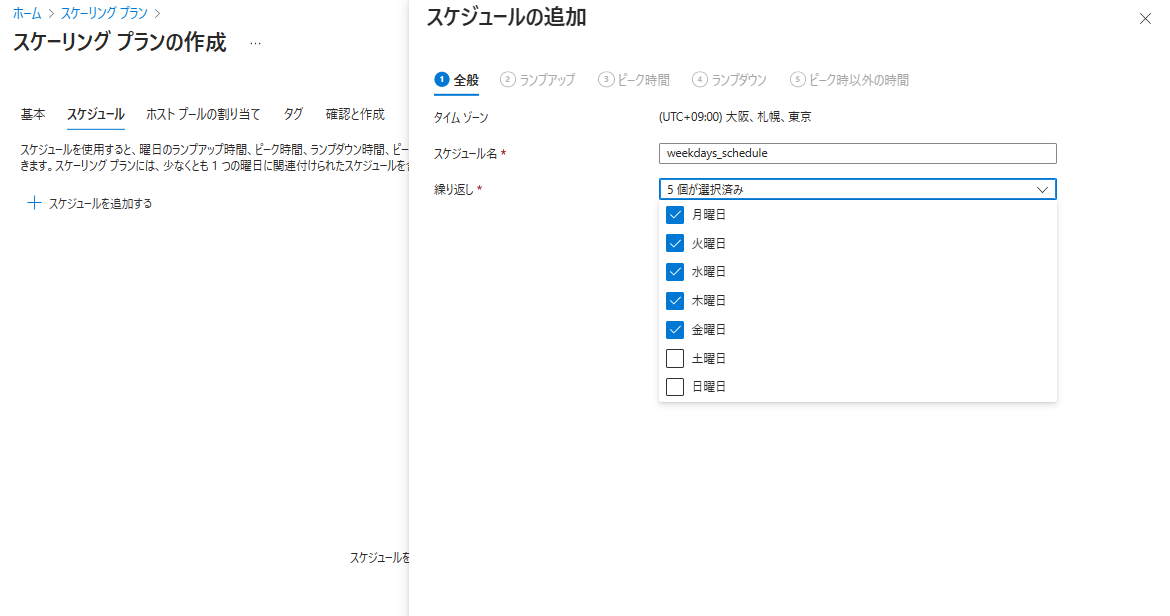 ホーム > スケーリング プラン >
スケーリング プランの作成 …
基本 スケジュール ホスト プールの割り当て タグ 確認と作成
スケジュールを使用すると、曜日のランプアップ時間、ピーク時間、ランプダウン時間、ピー
きます。スケーリング プランには、少なくとも 1 つの曜日に関連付けられたスケジュールを
+ スケジュールを追加する
スケジュールを
スケジュールの追加
1 全般 2 ランプアップ 3 ピーク時間 4 ランプダウン 5 ピーク時以外の時間
タイム ゾーン (UTC+09:00) 大阪、札幌、東京
スケジュール名 * weekdays_schedule
繰り返し * 5 個が選択済み
月曜日
火曜日
水曜日
木曜日
金曜日
土曜日
日曜日